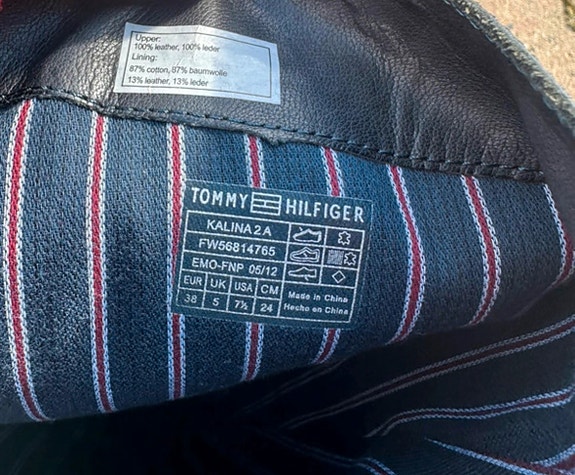 Upper:
100% leather, 100% leder
Lining:
87% cotton, 87% baumwolle
13% leather, 13% leder
TOMMY HILFIGER
KALINA 2 A
FW56814765
EMO-FNP 05/12
EUR UK USA CM
38 5 7½ 24
Made in China
Hecho en China